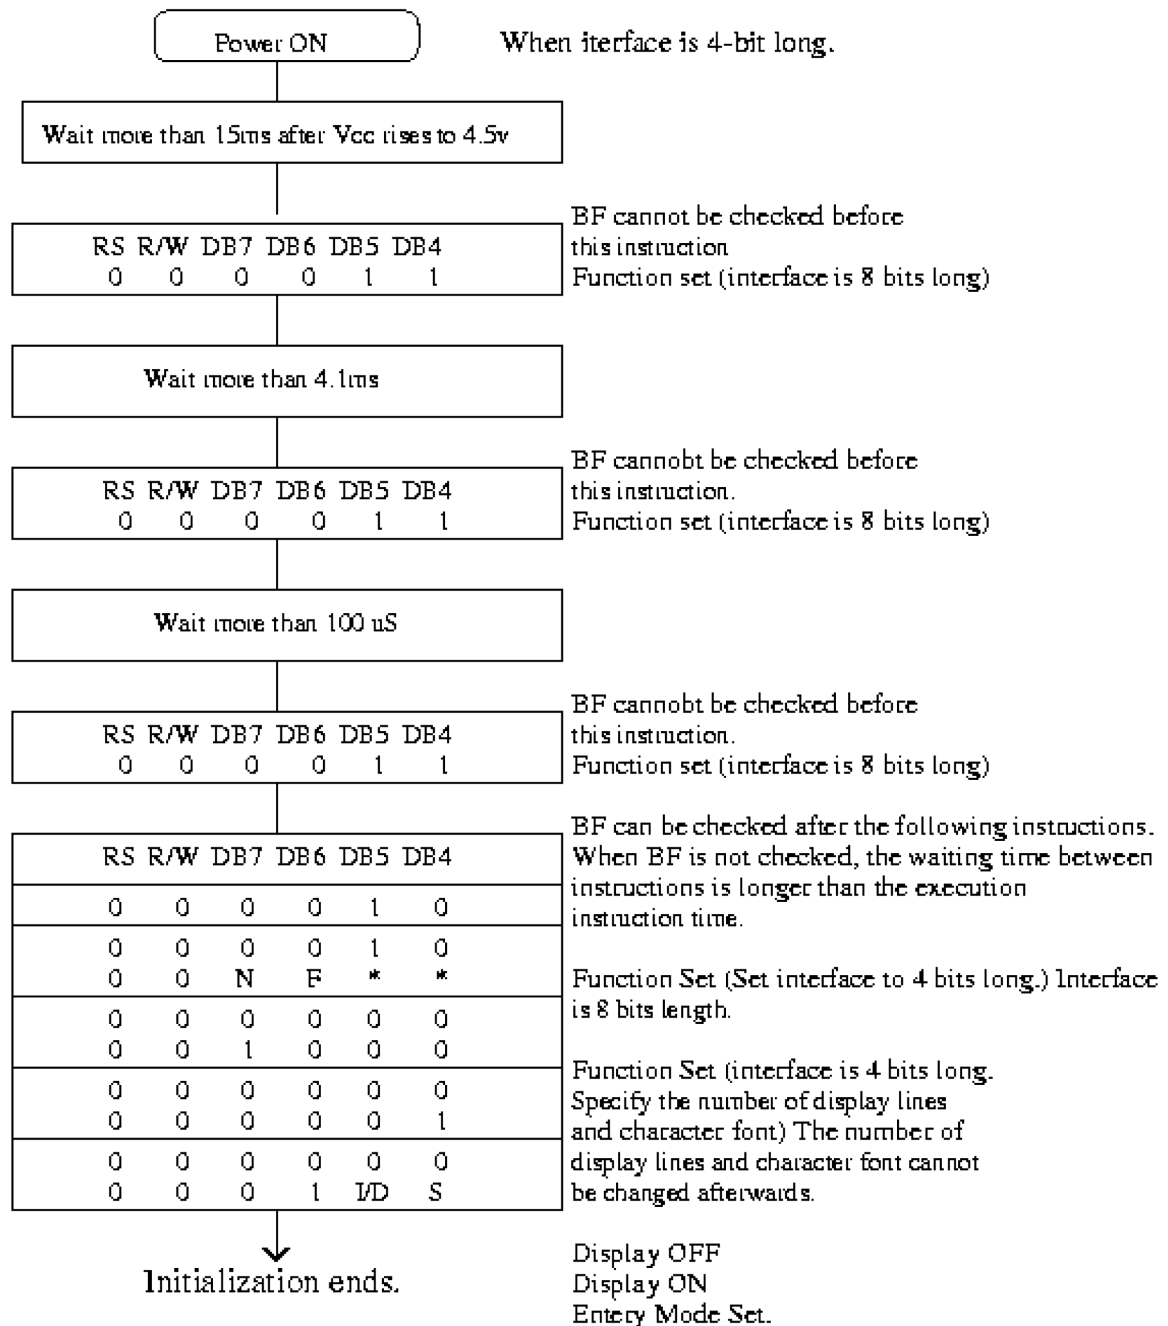 Power ON
When iterface is 4-bit long.
Wait more than 15ms after Vcc rises to 4.5v
RS R/W DB7 DB6 DB5 DB4
0 0 0 0 1 1
BF cannot be checked before
this instruction
Function set (interface is 8 bits long)
Wait more than 4.1ms
RS R/W DB7 DB6 DB5 DB4
0 0 0 0 1 1
BF cannobt be checked before
this instruction.
Function set (interface is 8 bits long)
Wait more than 100 uS
RS R/W DB7 DB6 DB5 DB4
0 0 0 0 1 1
BF cannobt be checked before
this instruction.
Function set (interface is 8 bits long)
RS R/W DB7 DB6 DB5 DB4
0 0 0 0 1 0
0 0 0 0 1 0
0 0 N F * *
0 0 0 0 0 0
0 0 1 0 0 0
0 0 0 0 0 0
0 0 0 0 0 1
0 0 0 0 0 0
0 0 0 1 I/D S
BF can be checked after the following instructions.
When BF is not checked, the waiting time between
instructions is longer than the execution
instruction time.
Function Set (Set interface to 4 bits long.) Interface
is 8 bits length.
Function Set (interface is 4 bits long.
Specify the number of display lines
and character font) The number of
display lines and character font cannot
be changed afterwards.
Display OFF
Display ON
Entery Mode Set.
Initialization ends.